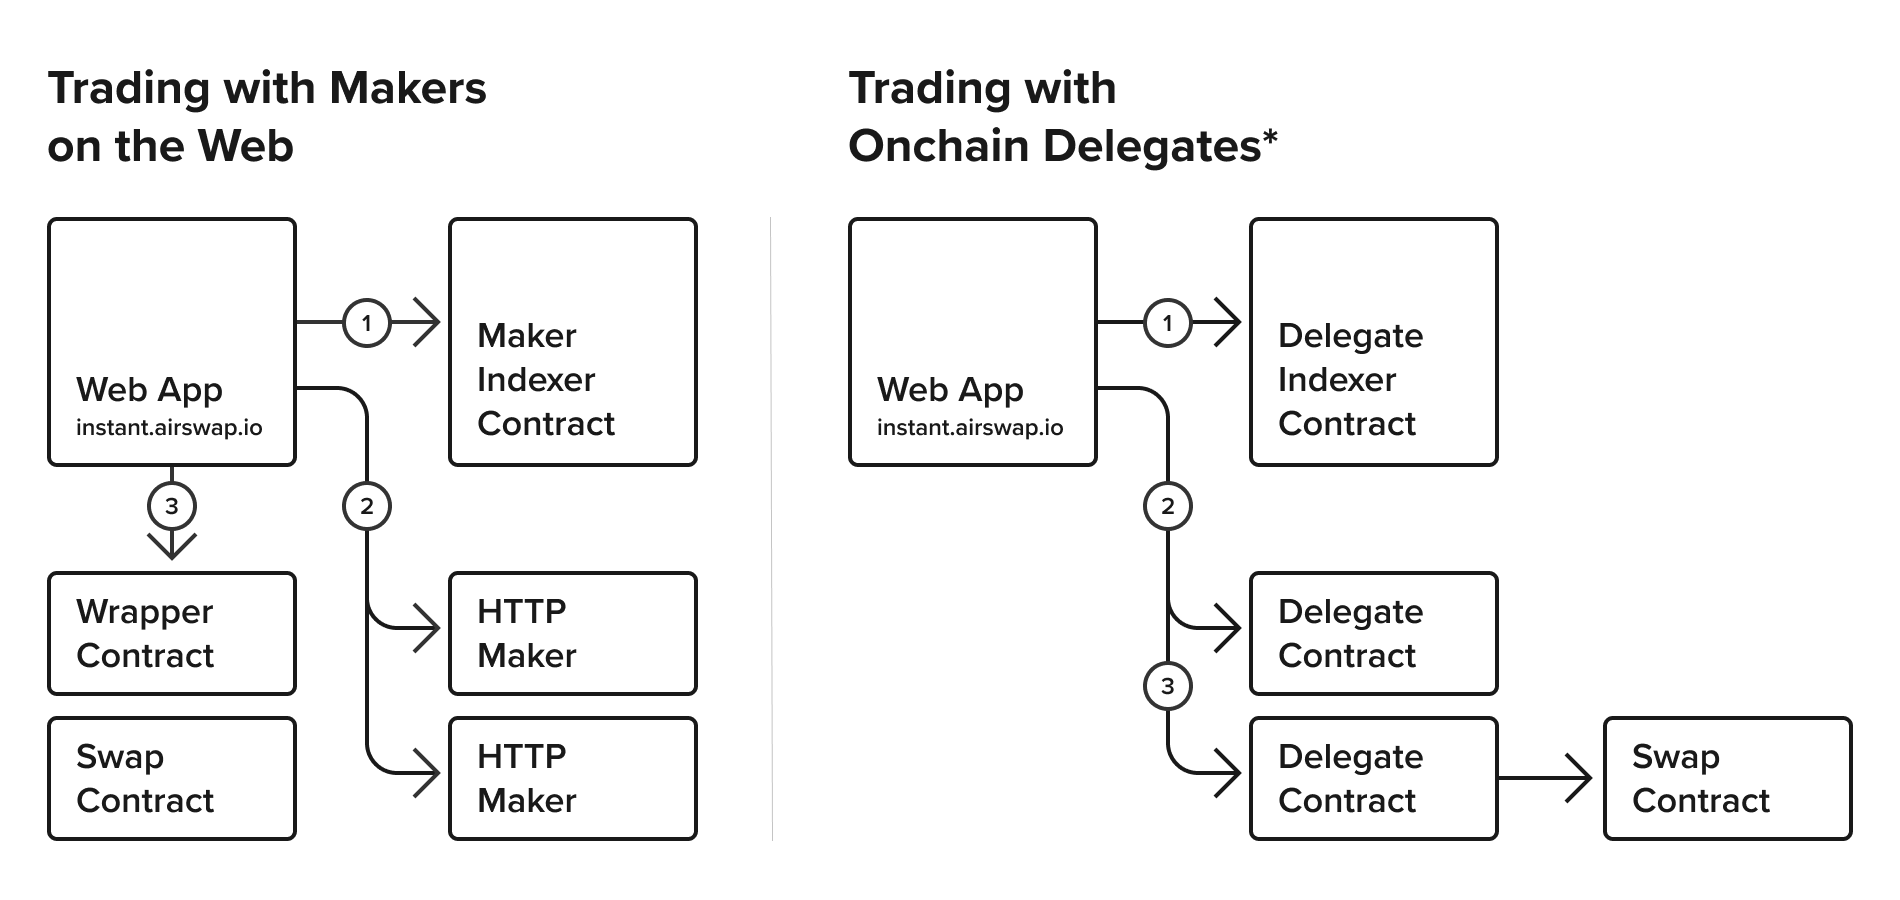 Trading with Makers
on the Web
Web App
instant.airswap.io
1
Maker
Indexer
Contract
3
2
Wrapper
Contract
HTTP
Maker
Swap
Contract
HTTP
Maker
Trading with
Onchain Delegates*
Web App
instant.airswap.io
1
Delegate
Indexer
Contract
2
Delegate
Contract
3
Delegate
Contract
Swap
Contract